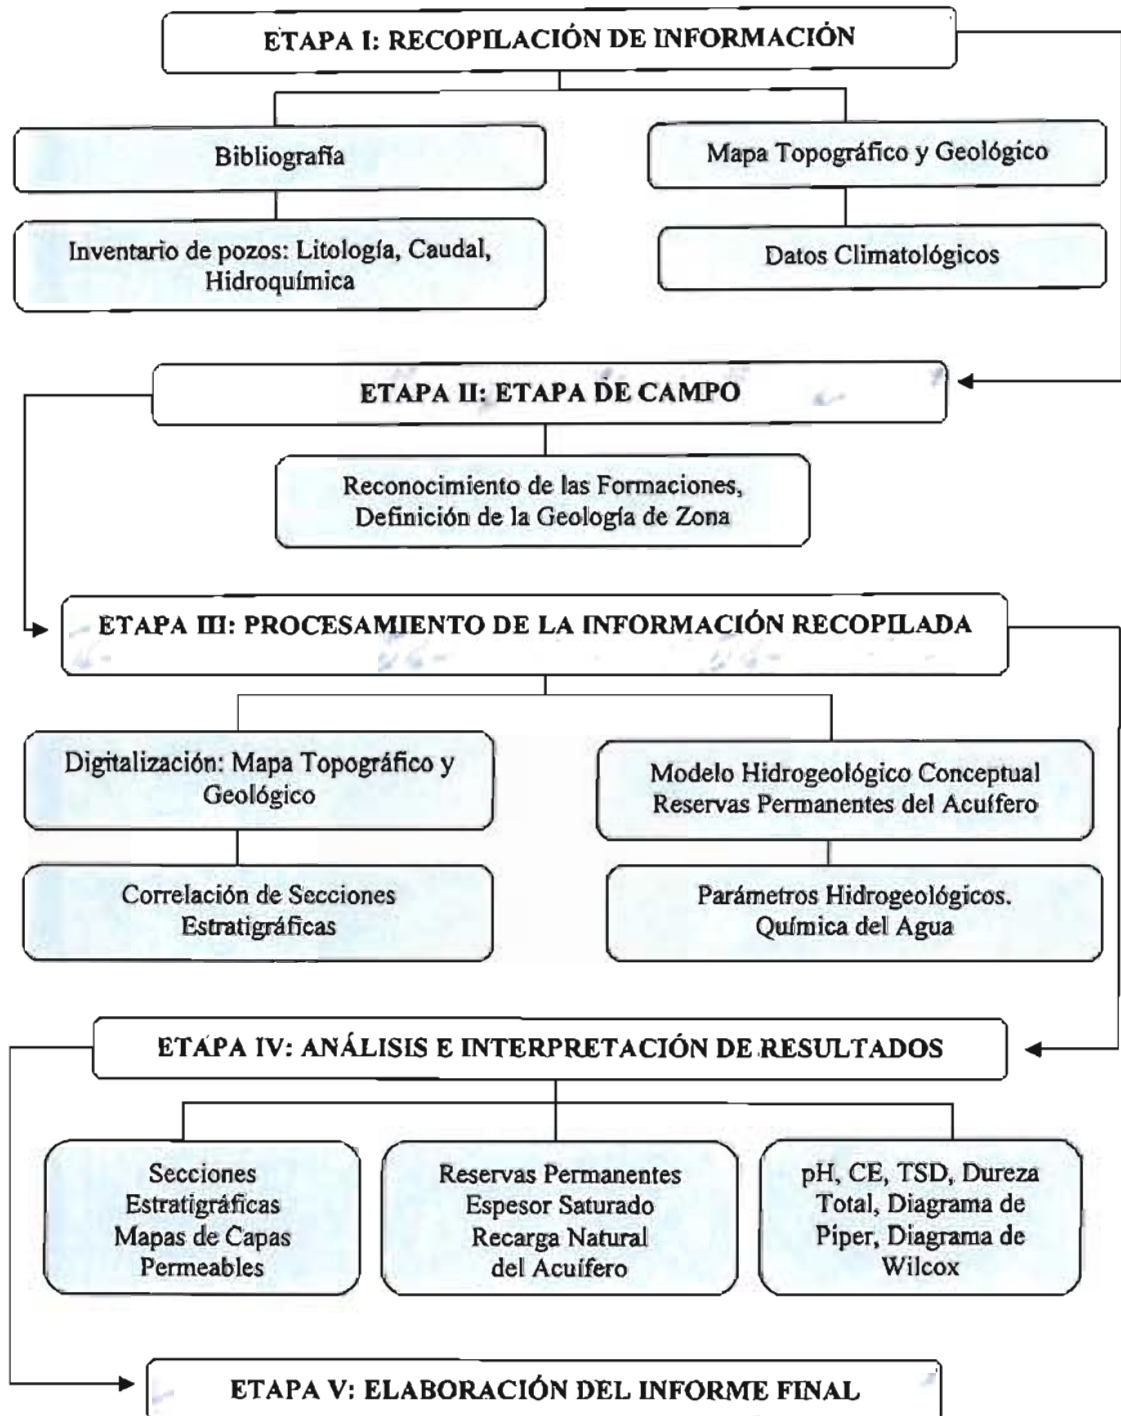 ETAPA I: RECOPILACIÓN DE INFORMACIÓN
Bibliografía
Mapa Topográfico y Geológico
Inventario de pozos: Litología, Caudal,
Hidroquímica
Datos Climatológicos
ETAPA II: ETAPA DE CAMPO
Reconocimiento de las Formaciones,
Definición de la Geología de Zona
ETAPA III: PROCESAMIENTO DE LA INFORMACIÓN RECOPILADA
Digitalización: Mapa Topográfico y
Geológico
Modelo Hidrogeológico Conceptual
Reservas Permanentes del Acuífero
Correlación de Secciones
Estratigráficas
Parámetros Hidrogeológicos.
Química del Agua
ETAPA IV: ANÁLISIS E INTERPRETACIÓN DE RESULTADOS
Secciones
Estratigráficas
Mapas de Capas
Permeables
Reservas Permanentes
Espesor Saturado
Recarga Natural
del Acuífero
pH, CE, TSD, Dureza
Total, Diagrama de
Piper, Diagrama de
Wilcox
ETAPA V: ELABORACIÓN DEL INFORME FINAL